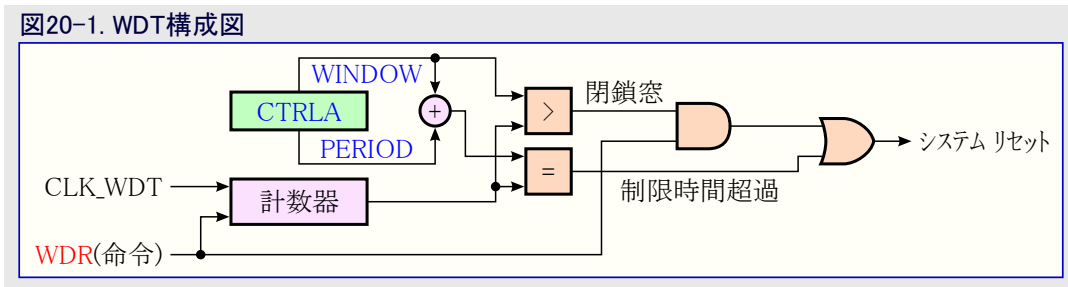 図20-1. WDT構成図
WINDOW
CTRLA
PERIOD
+
>
=
閉鎖窓
制限時間超過
システム リセット
CLK_WDT
計数器
WDR(命令)